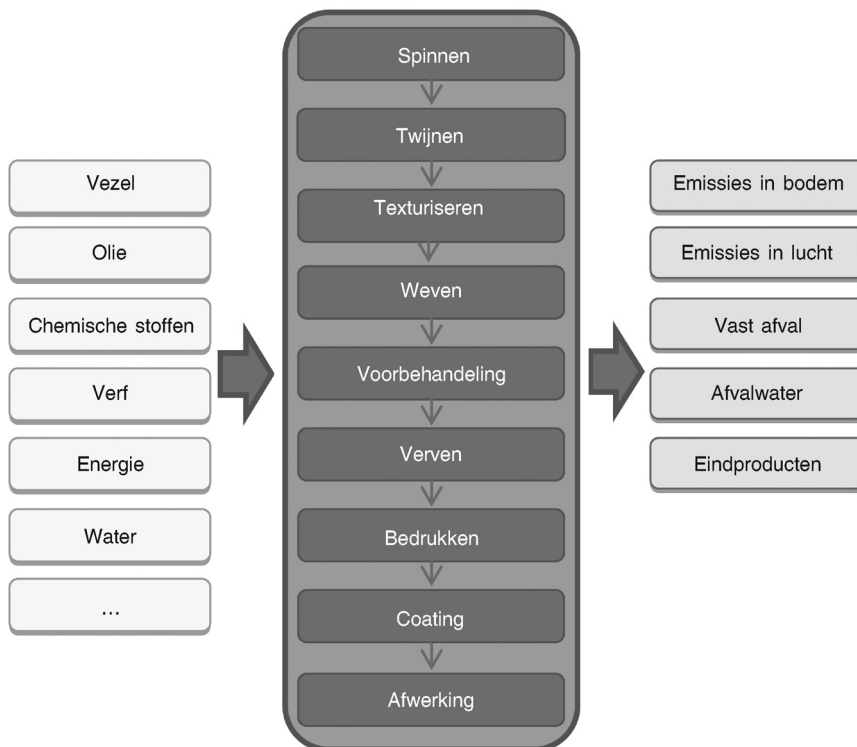 Vezel
Olie
Chemische stoffen
Verf
Energie
Water
...
Spinnen
Twijnen
Texturiseren
Weven
Voorbehandeling
Verven
Bedrukken
Coating
Afwerking
Emissies in bodem
Emissies in lucht
Vast afval
Afvalwater
Eindproducten